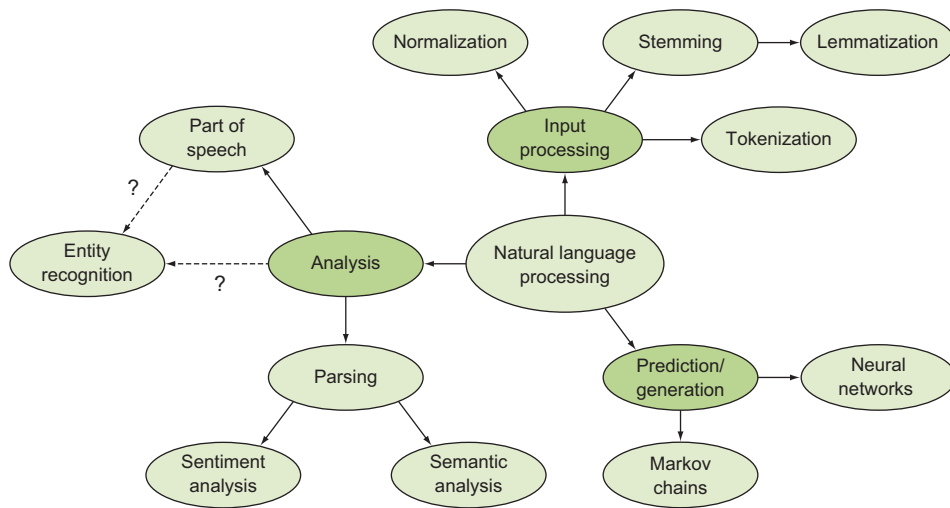 Normalization
Stemming
Lemmatization
Part of
speech
Input
processing
Tokenization
?
Entity
recognition
?
Analysis
Natural language
processing
Parsing
Prediction/
generation
Neural
networks
Sentiment
analysis
Semantic
analysis
Markov
chains